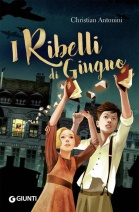 Christian Antonini
I Ribelli
di Giugno
GIUNTI